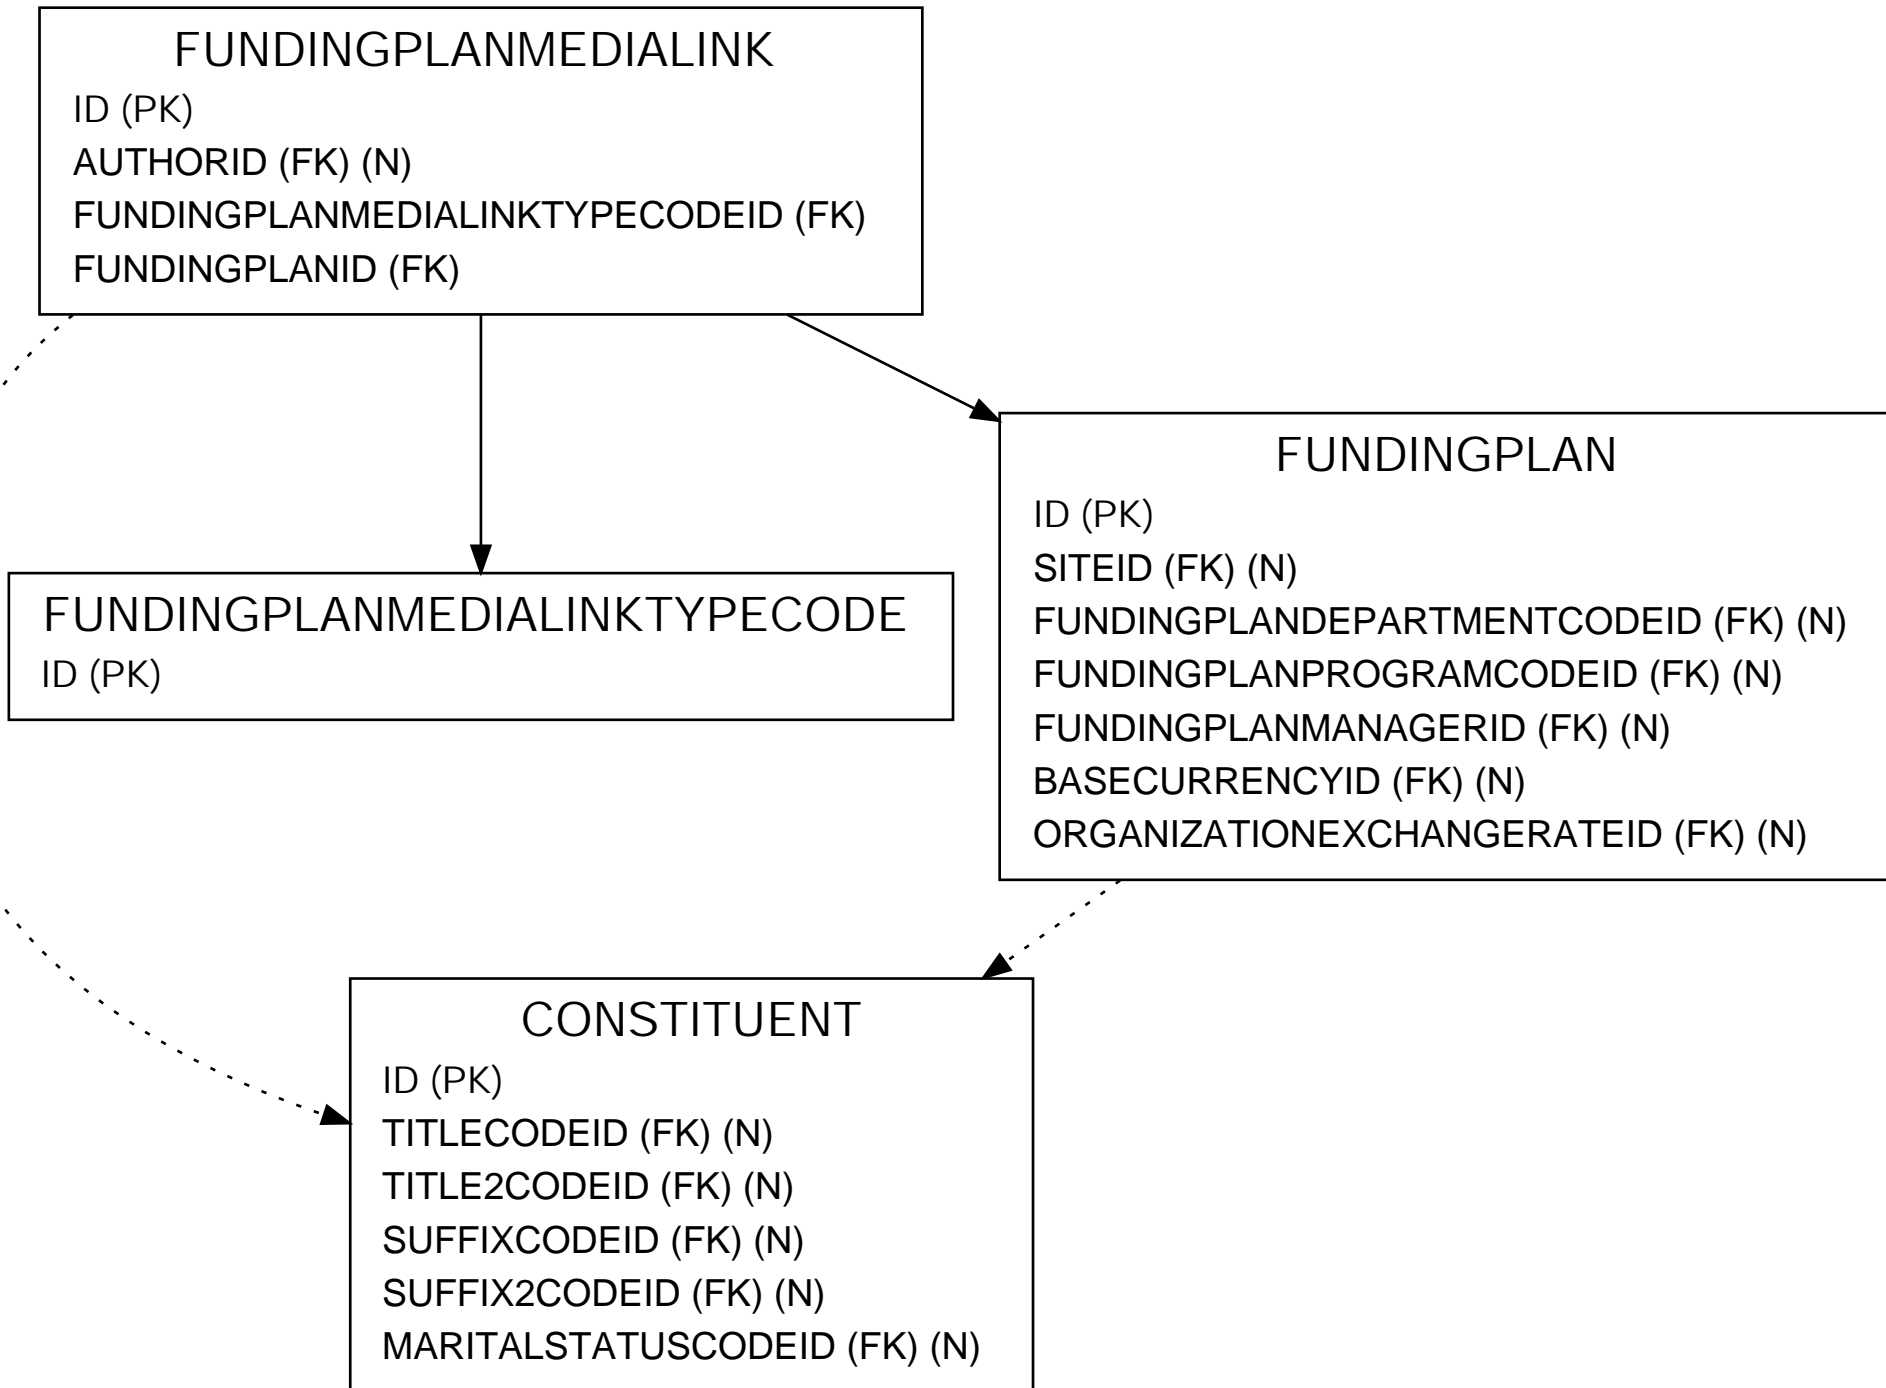 FUNDINGPLANMEDIALINK
ID (PK)
AUTHORID (FK) (N)
FUNDINGPLANMEDIALINKTYPECODEID (FK)
FUNDINGPLANID (FK)
FUNDINGPLAN
ID (PK)
SITEID (FK) (N)
FUNDINGPLANDEPARTMENTCODEID (FK) (N)
FUNDINGPLANPROGRAMCODEID (FK) (N)
FUNDINGPLANMANAGERID (FK) (N)
BASECURRENCYID (FK) (N)
ORGANIZATIONEXCHANGERATEID (FK) (N)
FUNDINGPLANMEDIALINKTYPECODE
ID (PK)
CONSTITUENT
ID (PK)
TITLECODEID (FK) (N)
TITLE2CODEID (FK) (N)
SUFFIXCODEID (FK) (N)
SUFFIX2CODEID (FK) (N)
MARITALSTATUSCODEID (FK) (N)